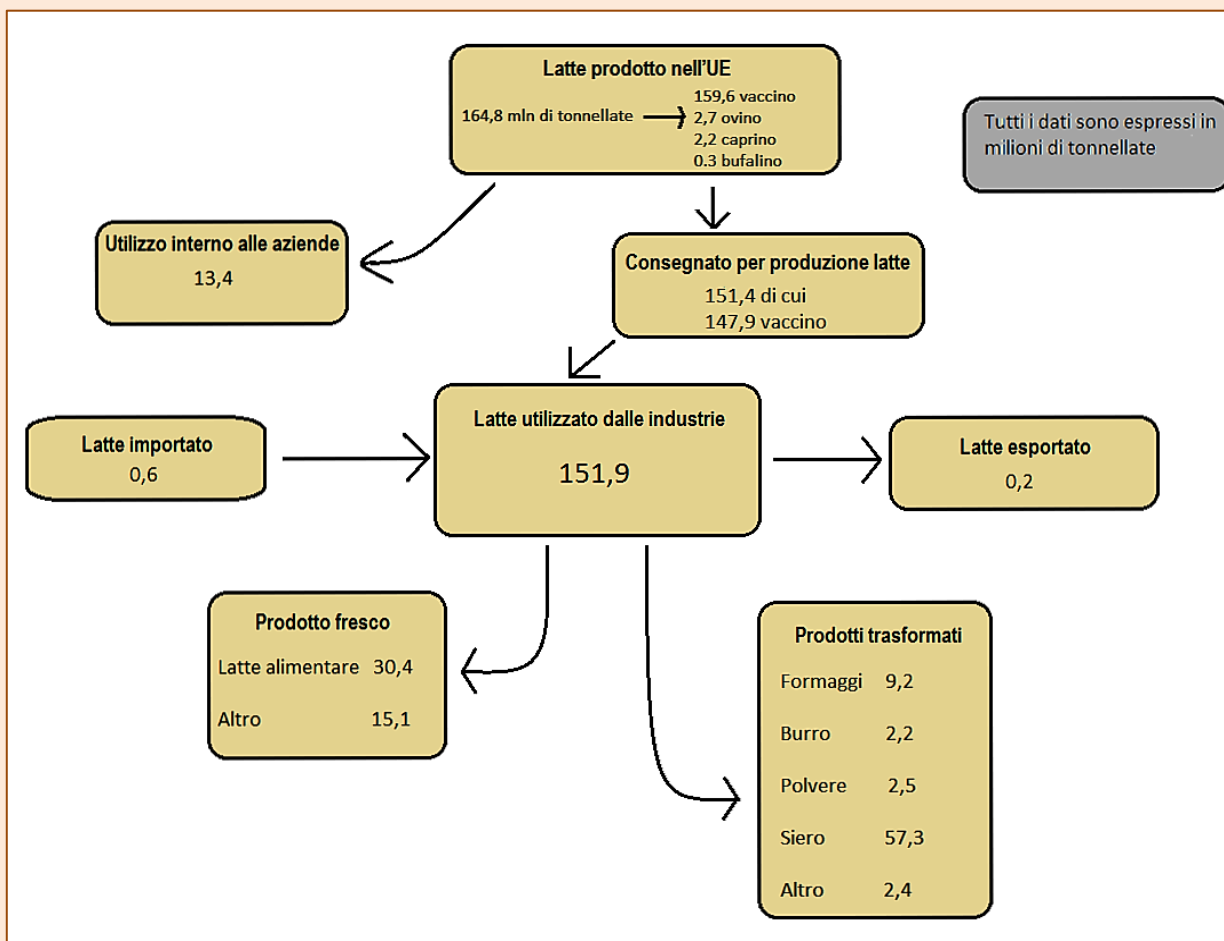 Latte prodotto nell'UE
164,8 mln di tonnellate
159,6 vaccino
2,7 ovino
2,2 caprino
0.3 bufalino
Tutti i dati sono espressi in
milioni di tonnellate
Utilizzo interno alle aziende
13,4
Consegnato per produzione latte
151,4 di cui
147,9 vaccino
Latte importato
0,6
Latte utilizzato dalle industrie
151,9
Latte esportato
0,2
Prodotto fresco
Latte alimentare 30,4
Altro 15,1
Prodotti trasformati
Formaggi 9,2
Burro 2,2
Polvere 2,5
Siero 57,3
Altro 2,4